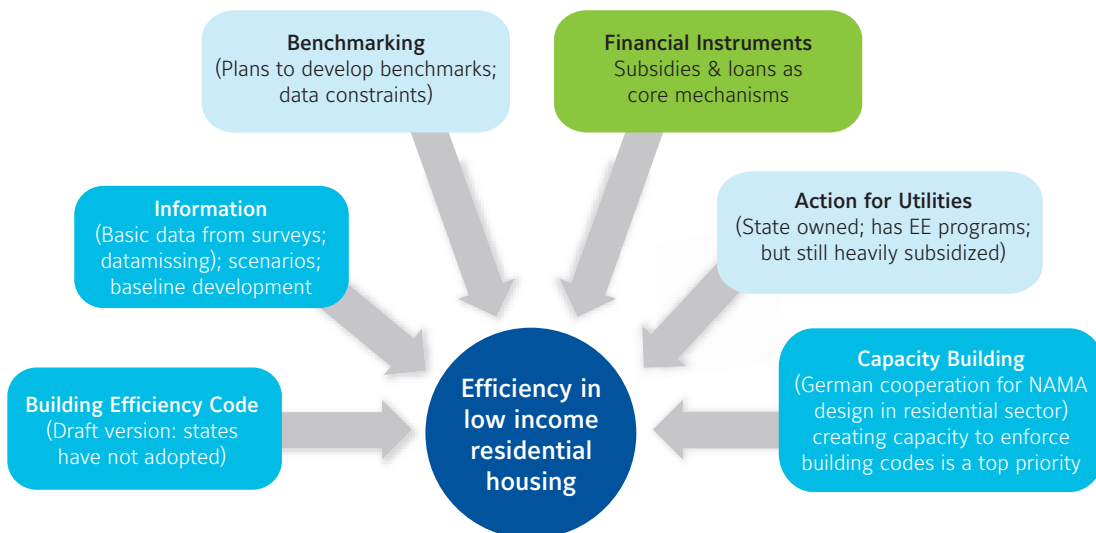 Benchmarking
(Plans to develop benchmarks;
data constraints)
Financial Instruments
Subsidies & loans as
core mechanisms
Information
(Basic data from surveys;
datamissing); scenarios;
baseline development
Action for Utilities
(State owned; has EE programs;
but still heavily subsidized)
Building Efficiency Code
(Draft version: states
have not adopted)
Efficiency in
low income
residential
housing
Capacity Building
(German cooperation for NAMA
design in residential sector)
creating capacity to enforce
building codes is a top priority